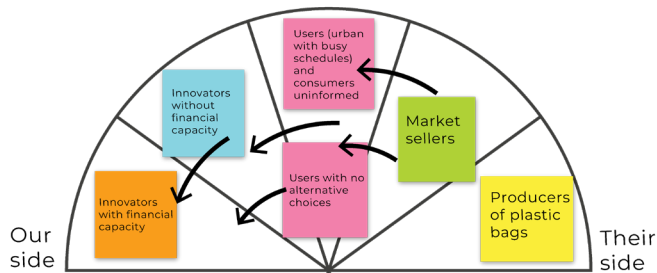 Users (urban
with busy
schedules)
and
consumers
uninformed
Innovators
without
financial
capacity
Market
sellers
Users with no
alternative
choices
Innovators
with financial
capacity
Producers
of plastic
bags
Our
side
Their
side